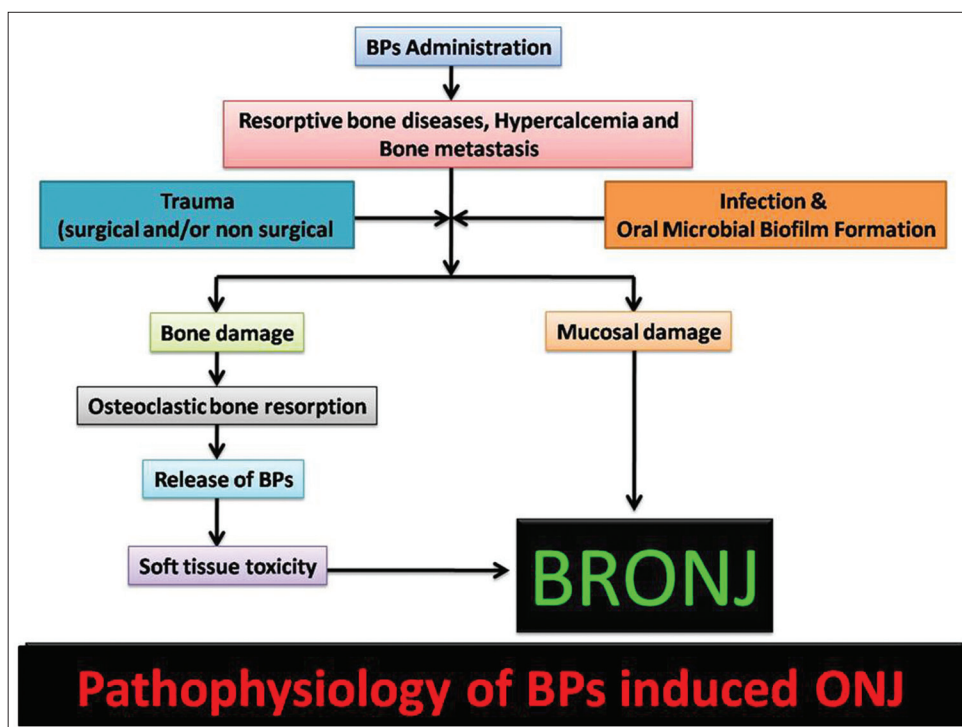 BPs Administration
Resorptive bone diseases, Hypercalcemia and
Bone metastasis
Trauma
(surgical and/or non surgical
Infection &
Oral Microbial Biofilm Formation
Bone damage
Mucosal damage
Osteoclastic bone resorption
Release of BPs
Soft tissue toxicity
BRONJ
Pathophysiology of BPs induced ONJ